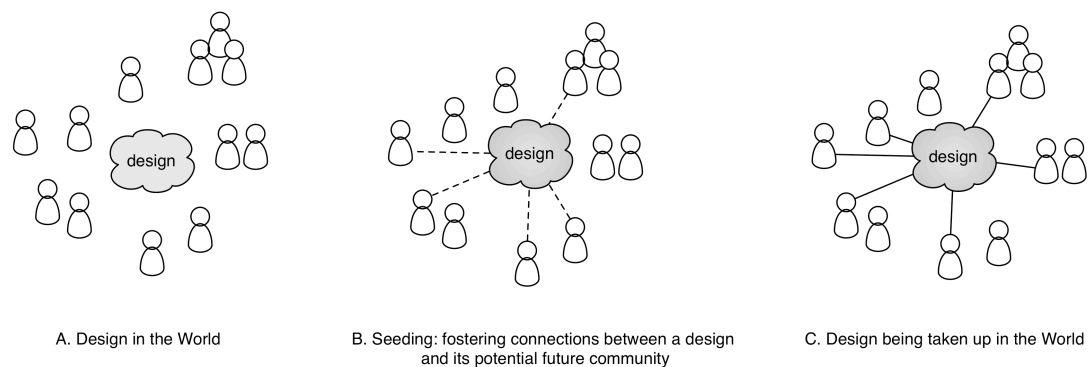 design
design
design
A. Design in the World
B. Seeding: fostering connections between a design
and its potential future community
C. Design being taken up in the World